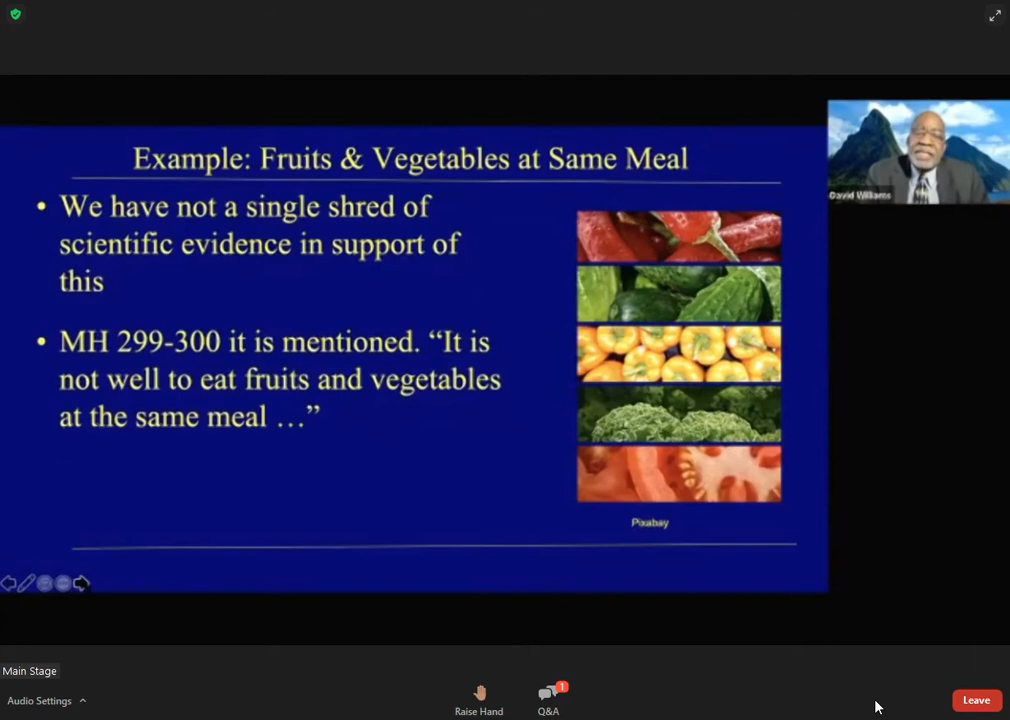 Example: Fruits & Vegetables at Same Meal
• We have not a single shred of
scientific evidence in support of
this
• MH 299-300 it is mentioned. “It is
not well to eat fruits and vegetables
at the same meal …”
Pixabay
David Williams
Main Stage
Audio Settings
Raise Hand
1
Q&A
Leave